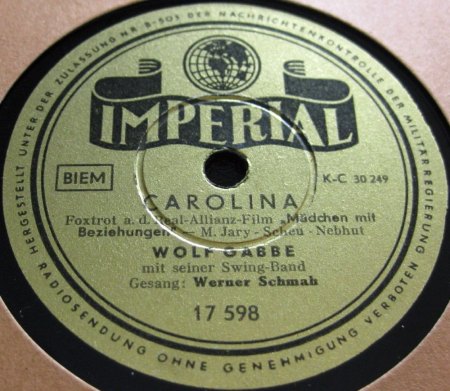 HERGESTELLT UNTER DER ZULASSUNG NR B-505 DER NACHRICHTENKONTROLLE DER MILITÄRREGIERUNG
IMPERIAL
BIEM
K-C 30 249
CAROLINA
Foxtrot a. d. Real-Allianz-Film „Mädchen mit
Beziehungen" — M. Jary - Scheu - Nebhut
WOLF GABBE
mit seiner Swing-Band
Gesang: Werner Schmah
17 598
RADIOSENDUNG OHNE GENEHMIGUNG VERBOTEN